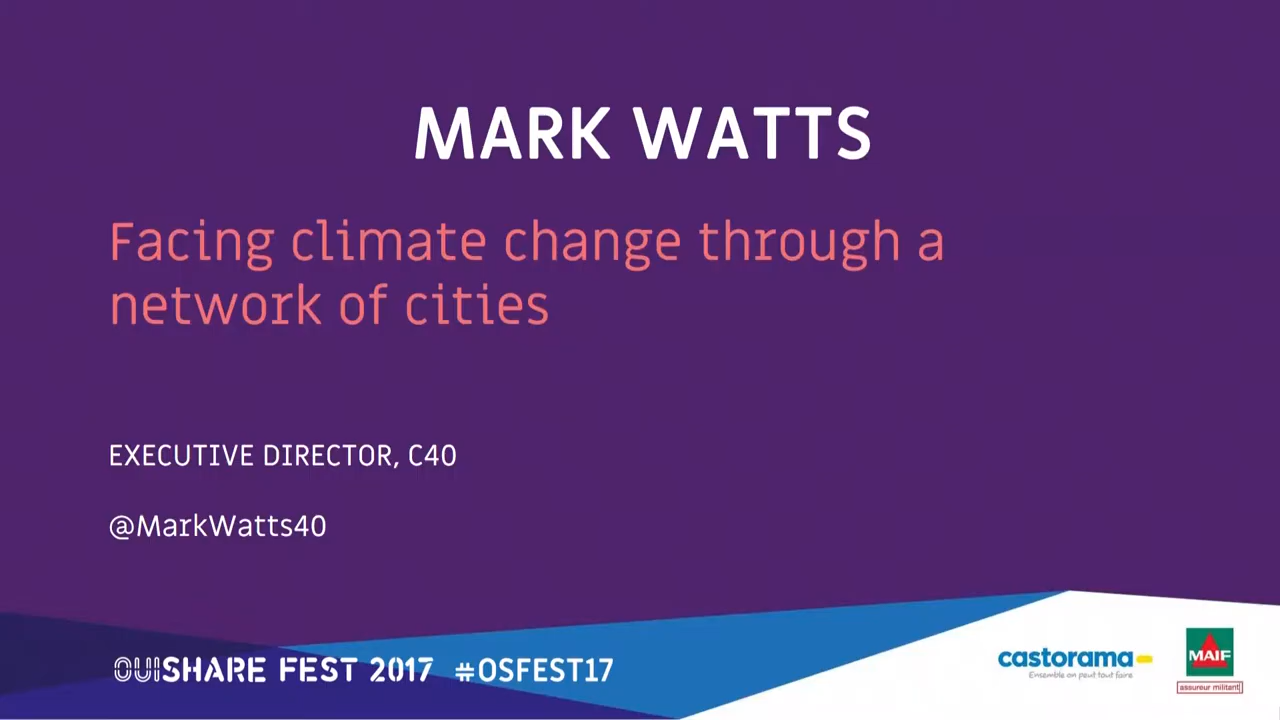 MARK WATTS
Facing climate change through a
network of cities
EXECUTIVE DIRECTOR, C40
@MarkWatts40
OUISHARE FEST 2017 #OSFEST17
castorama
Ensemble on peut tout faire
MAIF
assureur militant